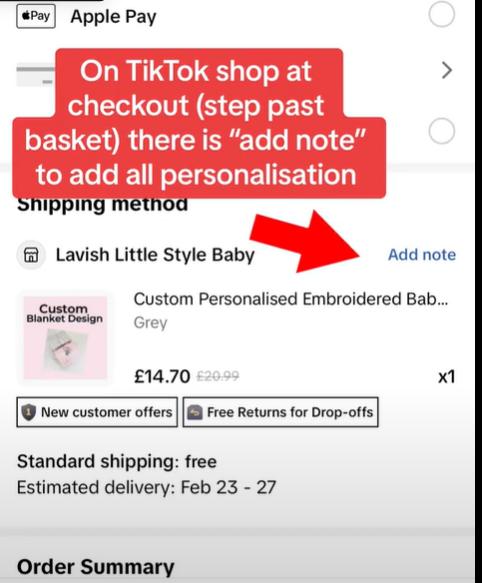 Pay Apple Pay
On TikTok shop at
checkout (step past
basket) there is “add note”
to add all personalisation
Shipping method
Lavish Little Style Baby Add note
Custom
Blanket Design
Custom Personalised Embroidered Bab...
Grey
£14.70 £20.99 x1
New customer offers Free Returns for Drop-offs
Standard shipping: free
Estimated delivery: Feb 23 - 27
Order Summary